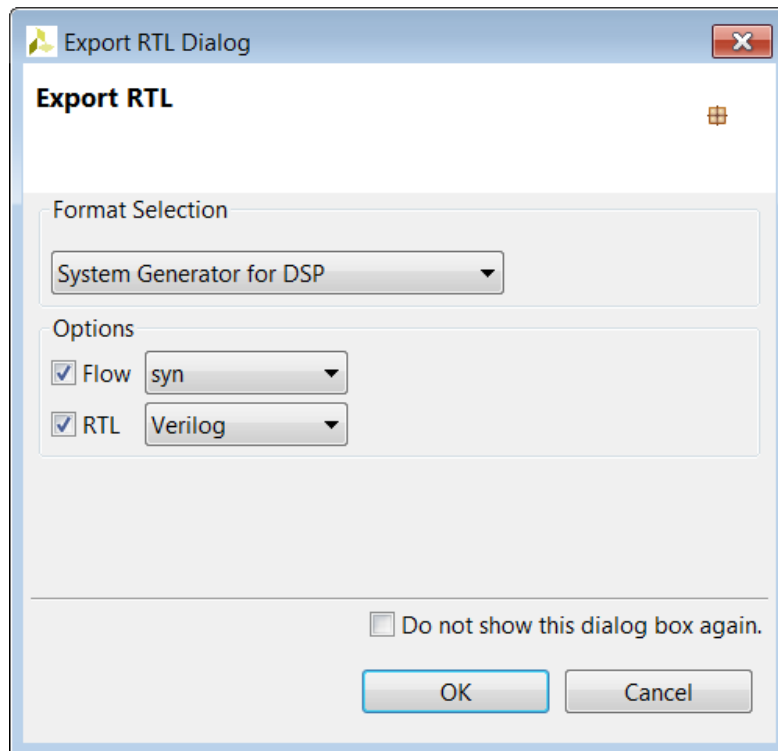 Export RTL Dialog
Export RTL
Format Selection
System Generator for DSP
Options
Flow syn
RTL Verilog
Do not show this dialog box again.
OK Cancel